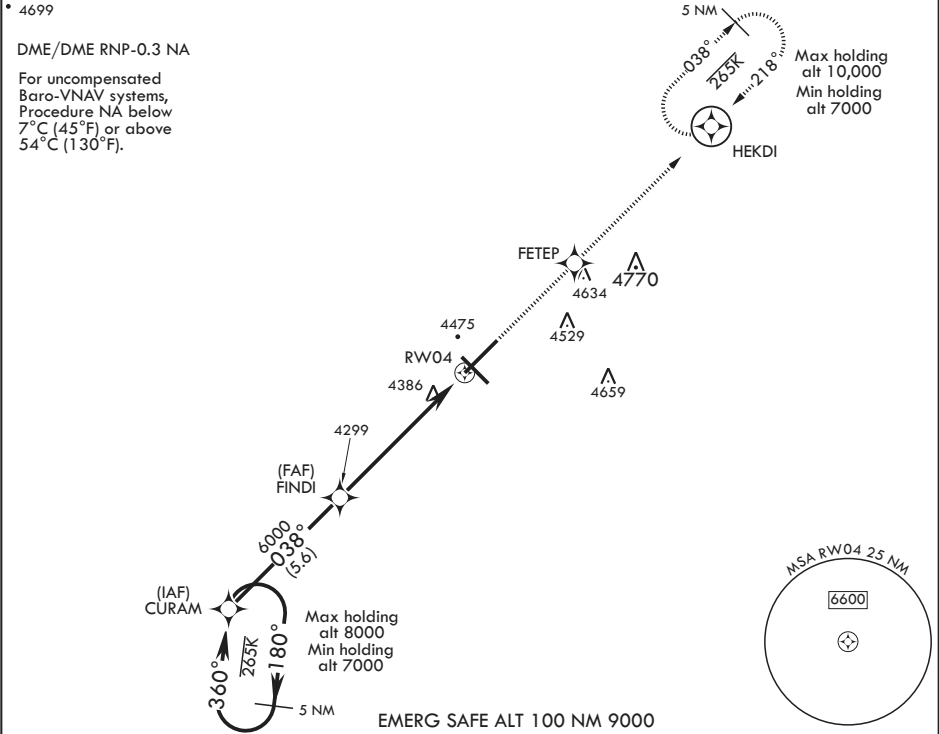 4699
DME/DME RNP-0.3 NA
For uncompensated
Baro-VNAV systems,
Procedure NA below
7°C (45°F) or above
54°C (130°F).
5 NM
038°
265K
218°
Max holding
alt 10,000
Min holding
alt 7000
HEKDI
FETEP
4634
4770
4529
4475
RW04
4386
4659
4299
(FAF)
FINDI
6000
038°
(5.6)
(IAF)
CURAM
360°
265K
180°
Max holding
alt 8000
Min holding
alt 7000
5 NM
EMERG SAFE ALT 100 NM 9000
MSA RW04 25 NM
6600